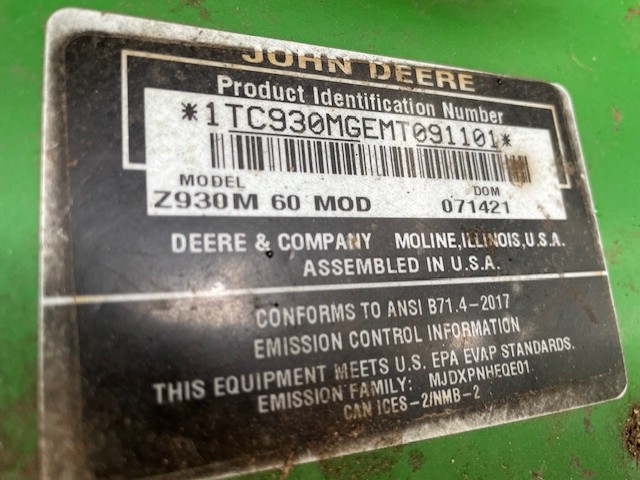 JOHN DEERE
Product Identification Number
*1TC930MGEMT091101*
MODEL DOM
Z930M 60 MOD 071421
DEERE & COMPANY MOLINE, ILLINOIS, U.S.A.
ASSEMBLED IN U.S.A.
CONFORMS TO ANSI B71.4-2017
EMISSION CONTROL INFORMATION
THIS EQUIPMENT MEETS U.S. EPA EVAP STANDARDS.
EMISSION FAMILY: MJDXPNHEQE01
CAN ICES-2/NMB-2